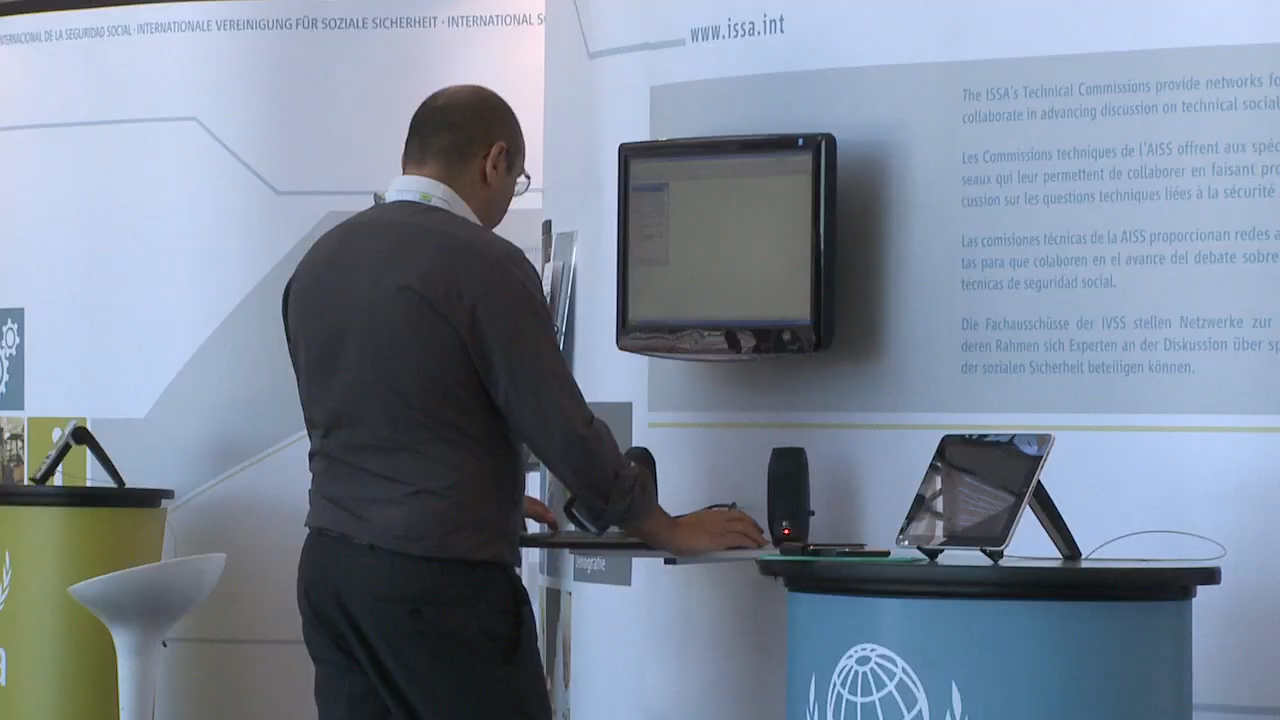 NTERNACIONAL DE LA SEGURIDAD SOCIAL · INTERNATIONALE VEREINIGUNG FÜR SOZIALE SICHERHEIT · INTERNATIONAL S
www.issa.int
The ISSA's Technical Commissions provide networks fo
collaborate in advancing discussion on technical social
Les Commissions techniques de l'AISS offrent aux spéc
seaux qui leur permettent de collaborer en faisant pro
cussion sur les questions techniques liées à la sécurité
Las comisiones técnicas de la AISS proporcionan redes a
tas para que colaboren en el avance del debate sobre
técnicas de seguridad social.
Die Fachausschüsse der IVSS stellen Netzwerke zur
deren Rahmen sich Experten an der Diskussion über sp
der sozialen Sicherheit beteiligen können.